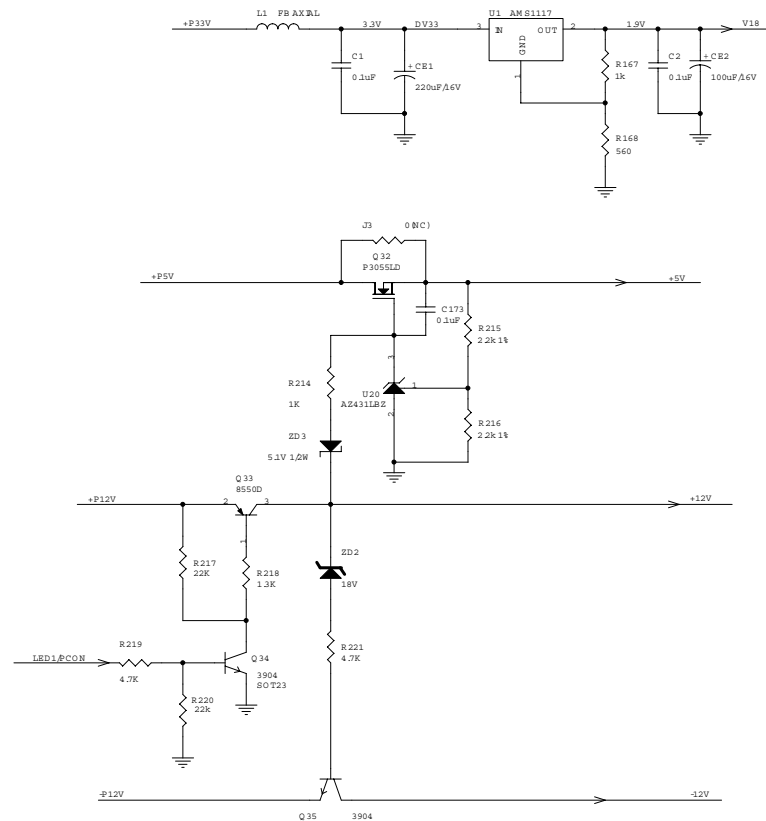 L1 FB AXIAL
U1 AMS1117
+P33V
3.3V
DV33
3
IN
OUT
2
1.9V
V18
GND
1
C1
0.1uF
+
CE1
220uF/16V
R167
1k
C2
0.1uF
+
CE2
100uF/16V
R168
560
J3
0(NC)
Q32
P3055LD
+P5V
+5V
C173
0.1uF
R215
2.2k 1%
3
R214
1K
U20
AZ431LBZ
1
2
R216
2.2k 1%
ZD3
5.1V 1/2W
Q33
8550D
+P12V
2
3
+12V
1
R217
22K
R218
1.3K
ZD2
18V
R219
LED1/PCON
4.7K
Q34
3904
SOT23
R221
4.7K
R220
22k
-P12V
-12V
Q35
3904